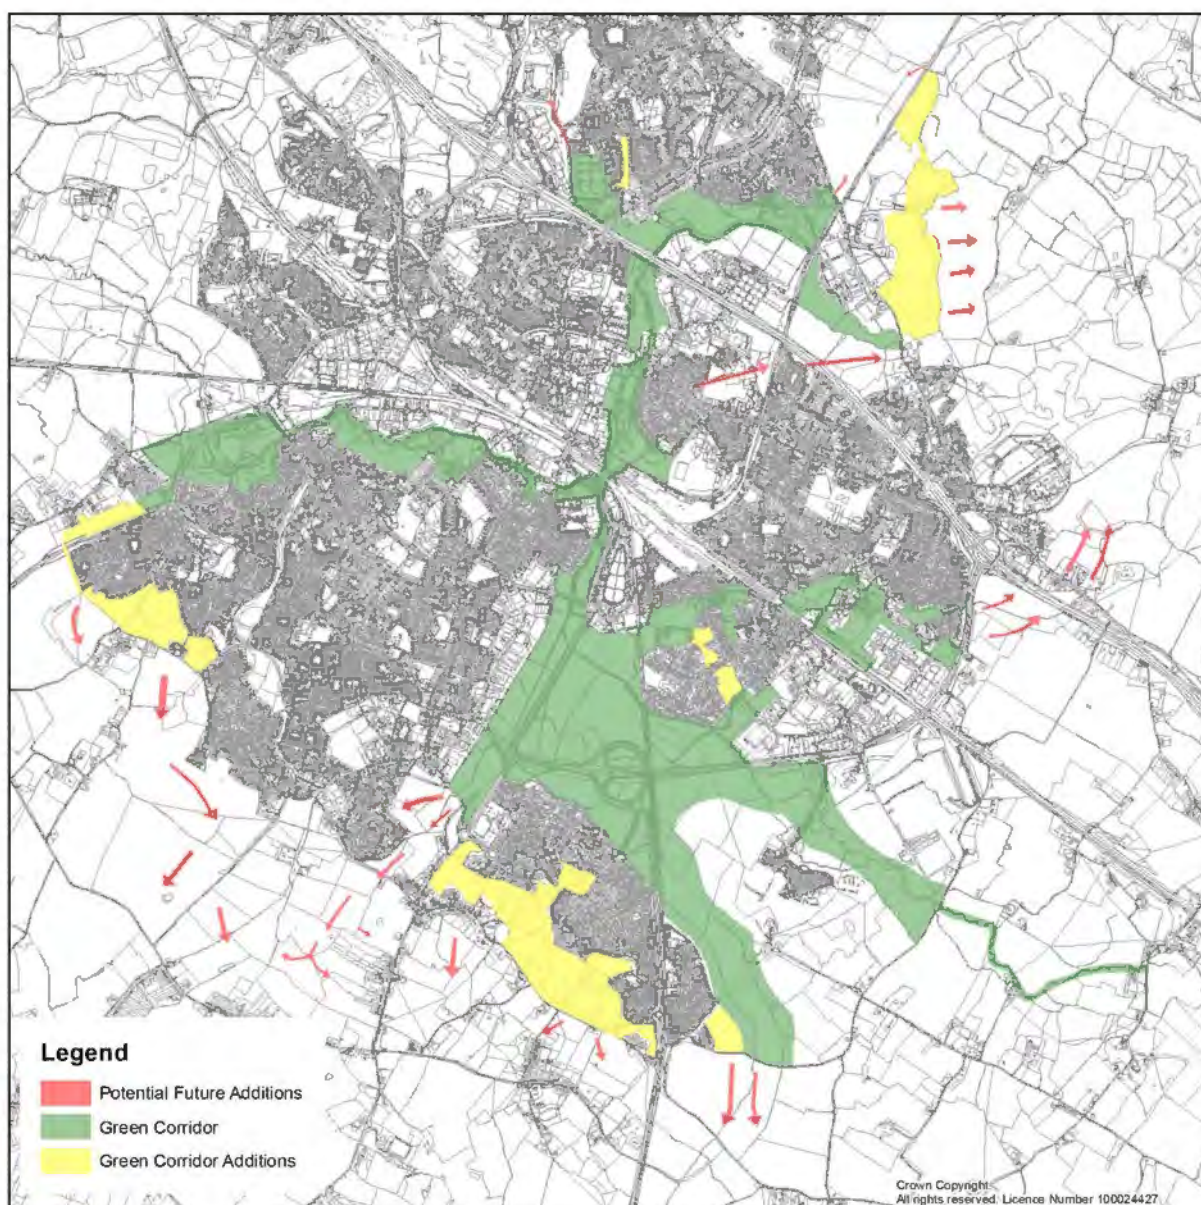 Legend
Potential Future Additions
Green Corridor
Green Corridor Additions
Crown Copyright
All rights reserved. Licence Number 100024427